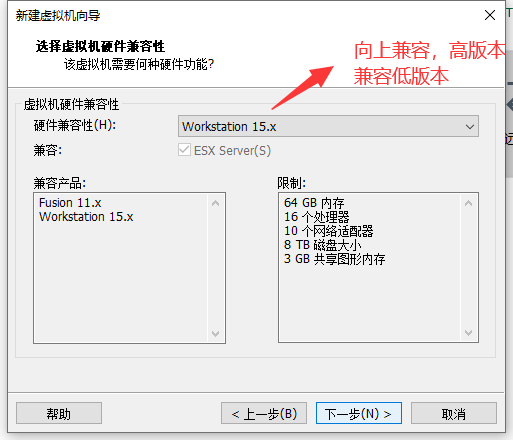 新建虚拟机向导
选择虚拟机硬件兼容性
该虚拟机需要何种硬件功能?
向上兼容，高版本
兼容低版本
虚拟机硬件兼容性
硬件兼容性(H):
Workstation 15.x
兼容:
ESX Server(S)
兼容产品:
Fusion 11.x
Workstation 15.x
限制:
64 GB 内存
16 个处理器
10 个网络适配器
8 TB 磁盘大小
3 GB 共享图形内存
帮助
< 上一步(B)
下一步(N) >
取消